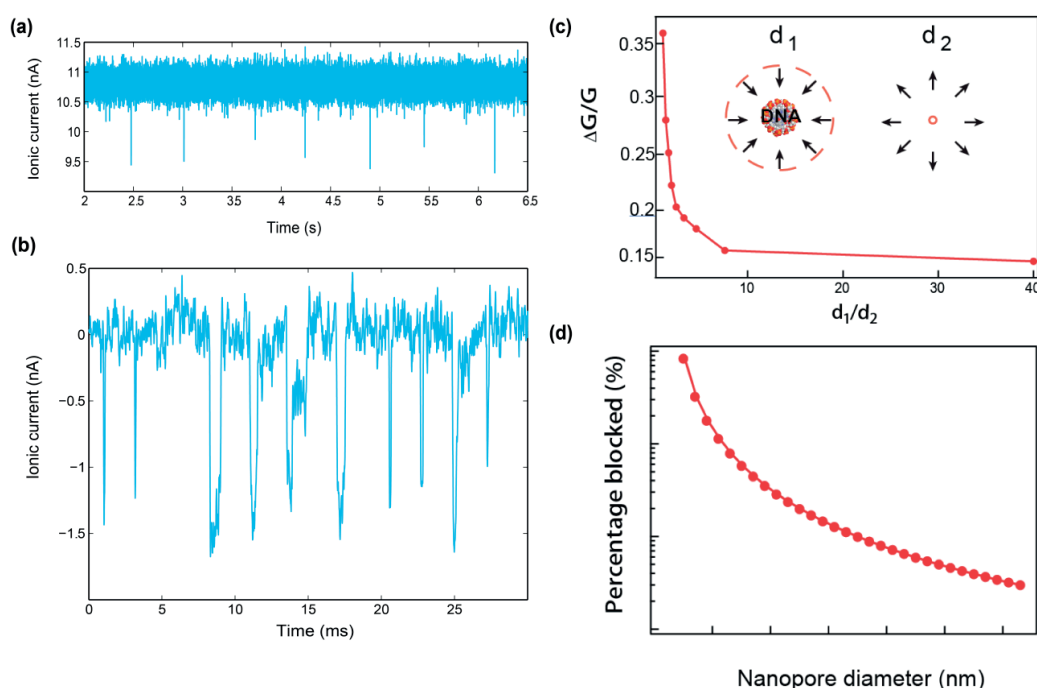 (a)
Ionic current (nA)
11.5
11
10.5
10
9.5
2
2.5
3
3.5
4
4.5
5
5.5
6
6.5
Time (s)
(b)
Ionic current (nA)
0.5
0
−0.5
−1
−1.5
0
5
10
15
20
25
Time (ms)
(c)
ΔG/G
0.35
0.3
0.25
0.2
0.15
d1
d2
DNA
10
20
30
40
d1/d2
(d)
Percentage blocked (%)
Nanopore diameter (nm)